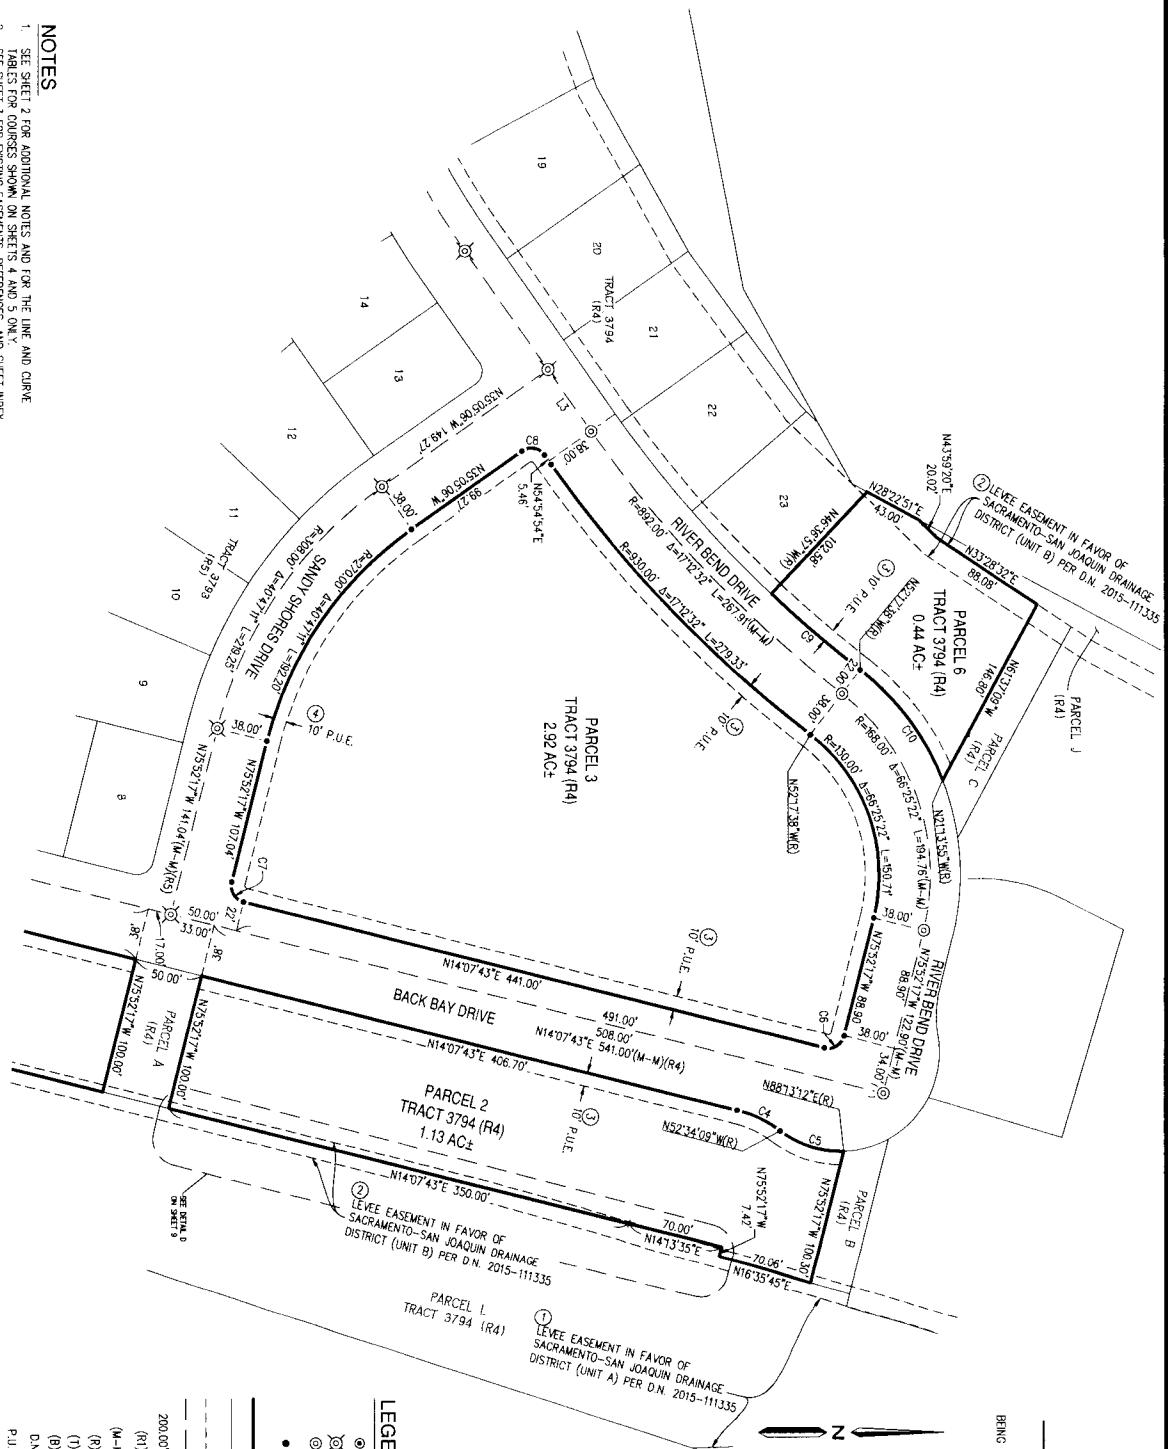 NOTES
1. SEE SHEET 2 FOR ADDITIONAL NOTES AND FOR THE LINE AND CURVE
TABLES FOR COURSES SHOWN ON SHEETS 4 AND 5 ONLY.
19
20
TRACT 3794
(R4)
21
22
23
14
13
12
11
TRACT 3793
(R5)
10
9
8
N43°59'20"E
20.02'
N28°22'51"E
43.00'
② LEVEE EASEMENT IN FAVOR OF
SACRAMENTO-SAN JOAQUIN DRAINAGE
DISTRICT (UNIT B) PER D.N. 2015-111335
N33°28'32"E
88.08'
N46°36'57"W(R)
102.58
③
10' P.U.E.
N52°17'38"W(R)
PARCEL 6
TRACT 3794 (R4)
0.44 AC±
N61°37'09"W
146.80'
PARCEL J
(R4)
PARCEL C
(R4)
C9
22.00'
C10
N21°13'55"W(R)
L3
38.00'
RIVER BEND DRIVE
R=892.00' Δ=17°12'32" L=267.91'(M-M)
R=930.00' Δ=17°12'32" L=279.33'
38.00'
③
10' P.U.E.
R=168.00' Δ=66°25'22" L=194.76'(M-M)
R=130.00' Δ=66°25'22" L=150.71'
N52°17'38"W(R)
N35°05'06"W 149.27'
C8
N54°54'54"E
5.46'
N35°05'06"W
99.27'
38.00'
R=270.00' Δ=40°47'11" L=192.20'
SANDY SHORES DRIVE
R=308.00' Δ=40°47'11" L=219.25'
PARCEL 3
TRACT 3794 (R4)
2.92 AC±
④
10' P.U.E.
38.00'
N75°52'17"W 107.04'
N75°52'17"W 141.04'(M-M)(R5)
C7
22'
50.00'
33.00'
17.00'
38'
38'
50.00'
38.00'
N75°52'17"W 88.90'
RIVER BEND DRIVE
N75°52'17"W 122.90'(M-M)
88.90'
38.00'
34.00'
C6
③
10' P.U.E.
N14°07'43"E 441.00'
BACK BAY DRIVE
491.00'
508.00'
N14°07'43"E 541.00'(M-M)(R4)
N14°07'43"E 406.70'
③
10' P.U.E.
PARCEL 2
TRACT 3794 (R4)
1.13 AC±
N88°13'12"E(R)
C4
C5
N52°34'09"W(R)
N75°52'17"W 100.30'
PARCEL B
(R4)
N75°52'17"W
7.42'
PARCEL A
(R4)
N75°52'17"W 100.00'
N75°52'17"W 100.00'
N14°07'43"E 350.00'
70.00'
N14°13'35"E
70.06'
N16°35'45"E
SEE DETAIL D
ON SHEET 9
② LEVEE EASEMENT IN FAVOR OF
SACRAMENTO-SAN JOAQUIN DRAINAGE
DISTRICT (UNIT B) PER D.N. 2015-111335
PARCEL L
TRACT 3794 (R4)
① LEVEE EASEMENT IN FAVOR OF
SACRAMENTO-SAN JOAQUIN DRAINAGE
DISTRICT (UNIT A) PER D.N. 2015-111335
N
BEING
LEGE
200.00'
(R1)
(M-
(R)
(T)
(B)
D.N
P.U.